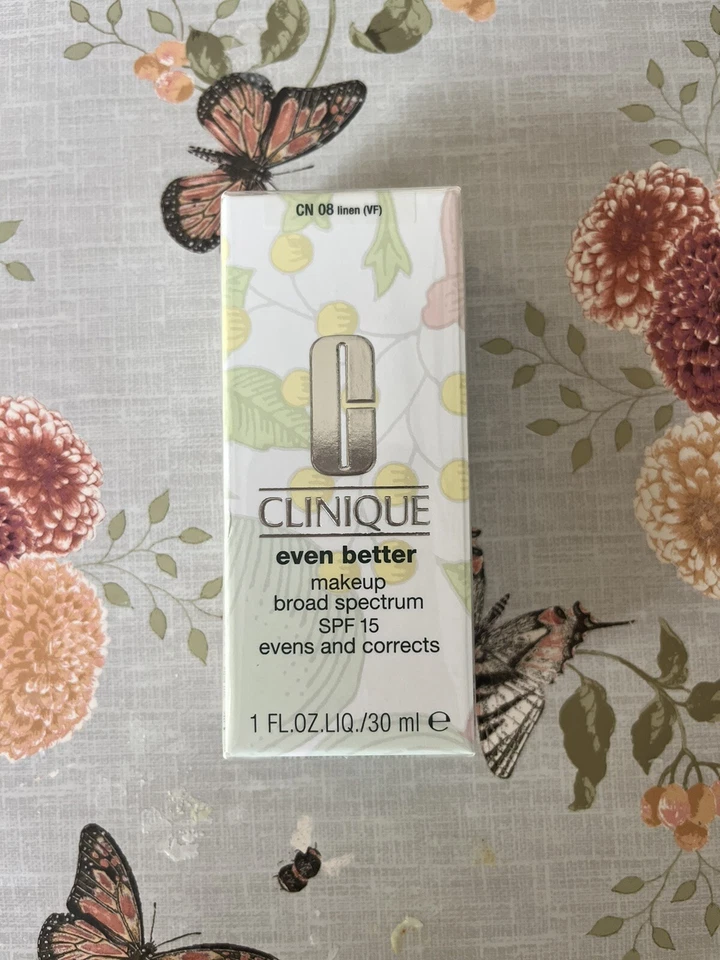 CN 08 linen (VF)
CLINIQUE
even better
makeup
broad spectrum
SPF 15
evens and corrects
1 FL.OZ.LIQ./30 ml ℮